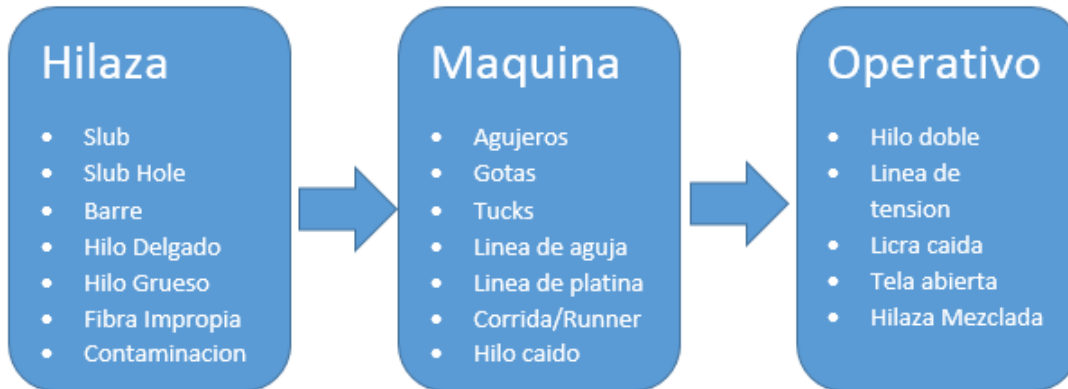 Hilaza
• Slub
• Slub Hole
• Barre
• Hilo Delgado
• Hilo Grueso
• Fibra Impropia
• Contaminacion
Maquina
• Agujeros
• Gotas
• Tucks
• Linea de aguja
• Linea de platina
• Corrida/Runner
• Hilo caido
Operativo
• Hilo doble
• Linea de
tension
• Licra caida
• Tela abierta
• Hilaza Mezclada